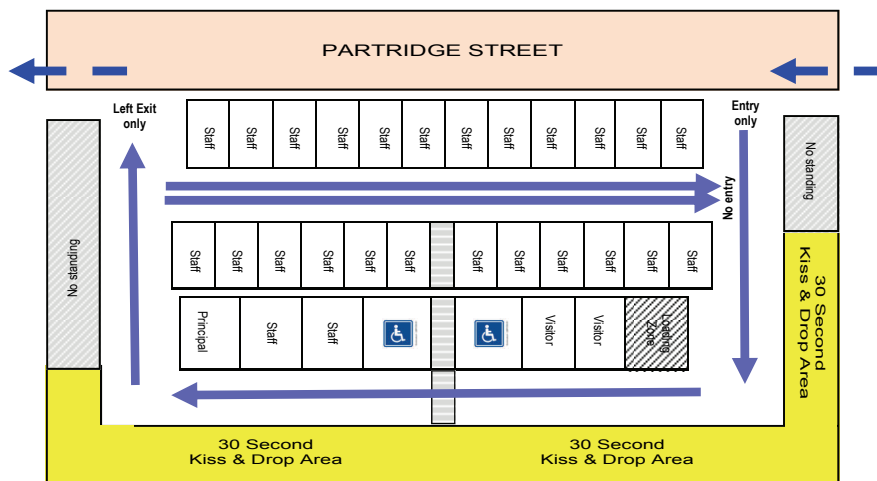 PARTRIDGE STREET
Left Exit
only
Entry
only
Staff
Staff
Staff
Staff
Staff
Staff
Staff
Staff
Staff
Staff
Staff
Staff
No standing
No standing
No entry
Staff
Staff
Staff
Staff
Staff
Staff
Staff
Staff
Staff
Staff
Staff
Staff
Principal
Staff
Staff
Visitor
Visitor
Loading
Zone
30 Second
Kiss & Drop Area
30 Second
Kiss & Drop Area
30 Second
Kiss & Drop Area